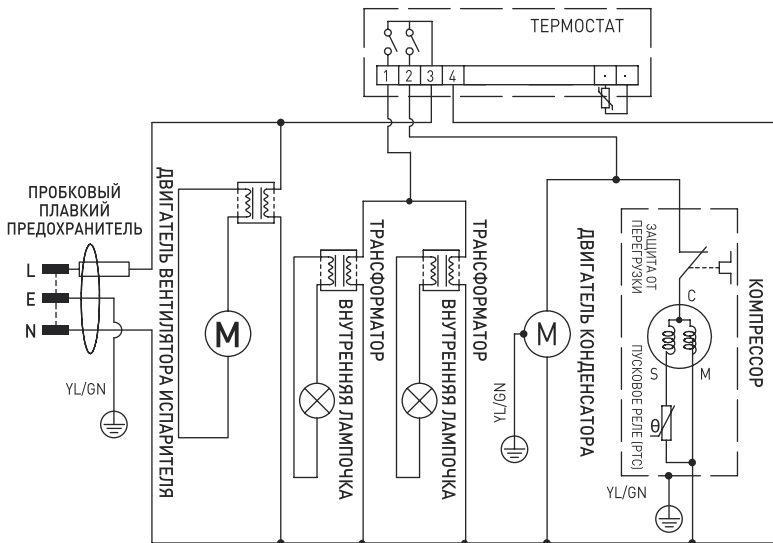 ТЕРМОСТАТ
1 2 3 4
ПРОБКОВЫЙ
ПЛАВКИЙ
ПРЕДОХРАНИТЕЛЬ
L
E
N
YL/GN
ДВИГАТЕЛЬ ВЕНТИЛЯТОРА ИСПАРИТЕЛЯ
M
ТРАНСФОРМАТОР
ВНУТРЕННЯЯ ЛАМПОЧКА
ТРАНСФОРМАТОР
ВНУТРЕННЯЯ ЛАМПОЧКА
M
YL/GN
ДВИГАТЕЛЬ КОНДЕНСАТОРА
ЗАЩИТА ОТ
ПЕРЕГРУЗКИ
C
S
M
θ
ПУСКОВОЕ РЕЛЕ (PTC)
КОМПРЕССОР
YL/GN